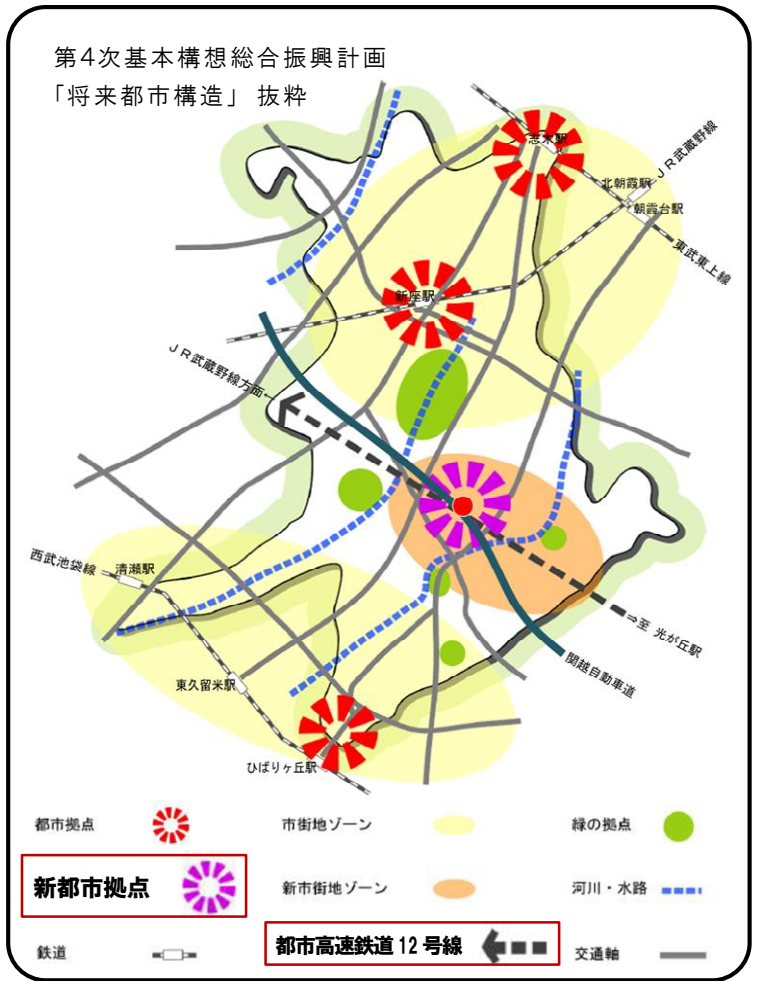 第4次基本構想総合振興計画
「将来都市構造」 抜粋
志木駅
JR武蔵野線
北朝霞駅
朝霞台駅
東武東上線
新座駅
JR武蔵野線方面←
西武池袋線
清瀬駅
⇒至 光が丘駅
関越自動車道
東久留米駅
ひばりヶ丘駅
都市拠点 市街地ゾーン 緑の拠点
新都市拠点 新市街地ゾーン 河川・水路
鉄道 都市高速鉄道12号線 交通軸